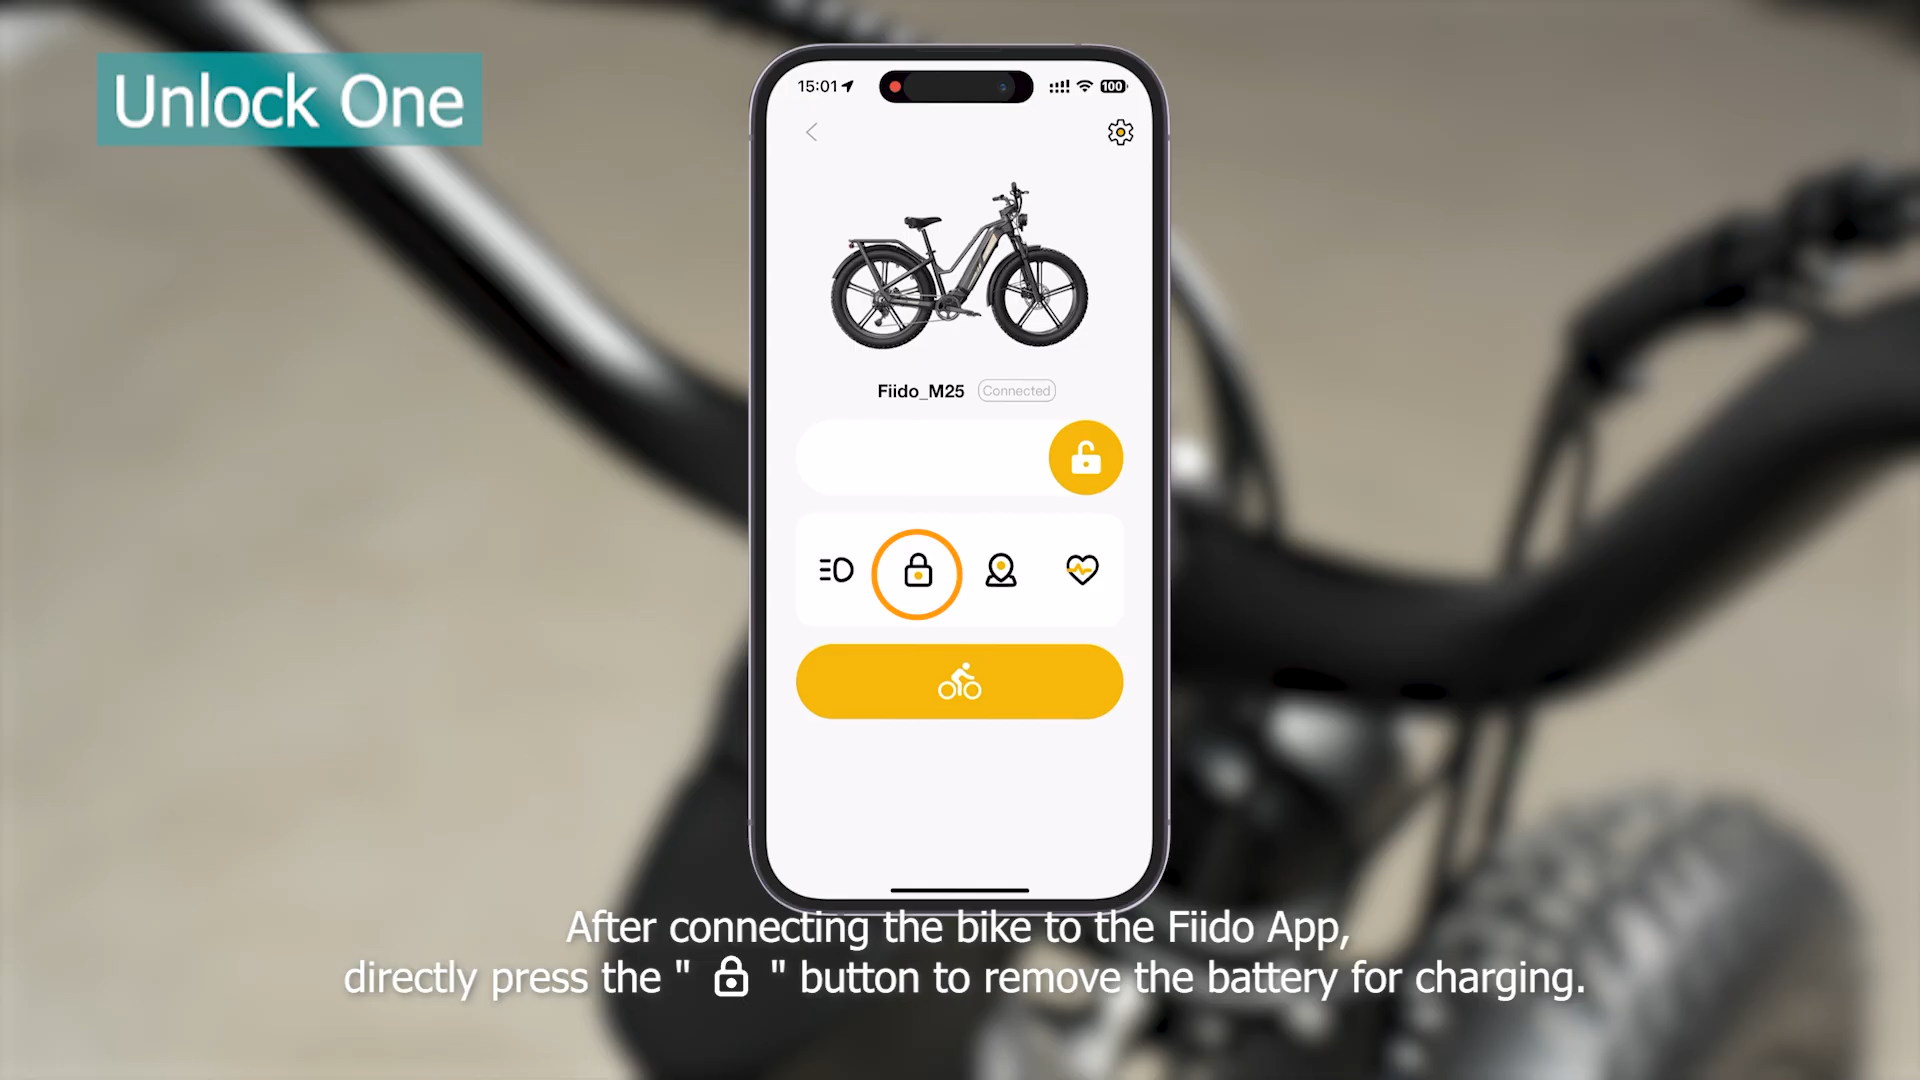 Unlock One
15:01
100
Fiido_M25 Connected
After connecting the bike to the Fiido App,
directly press the " " button to remove the battery for charging.